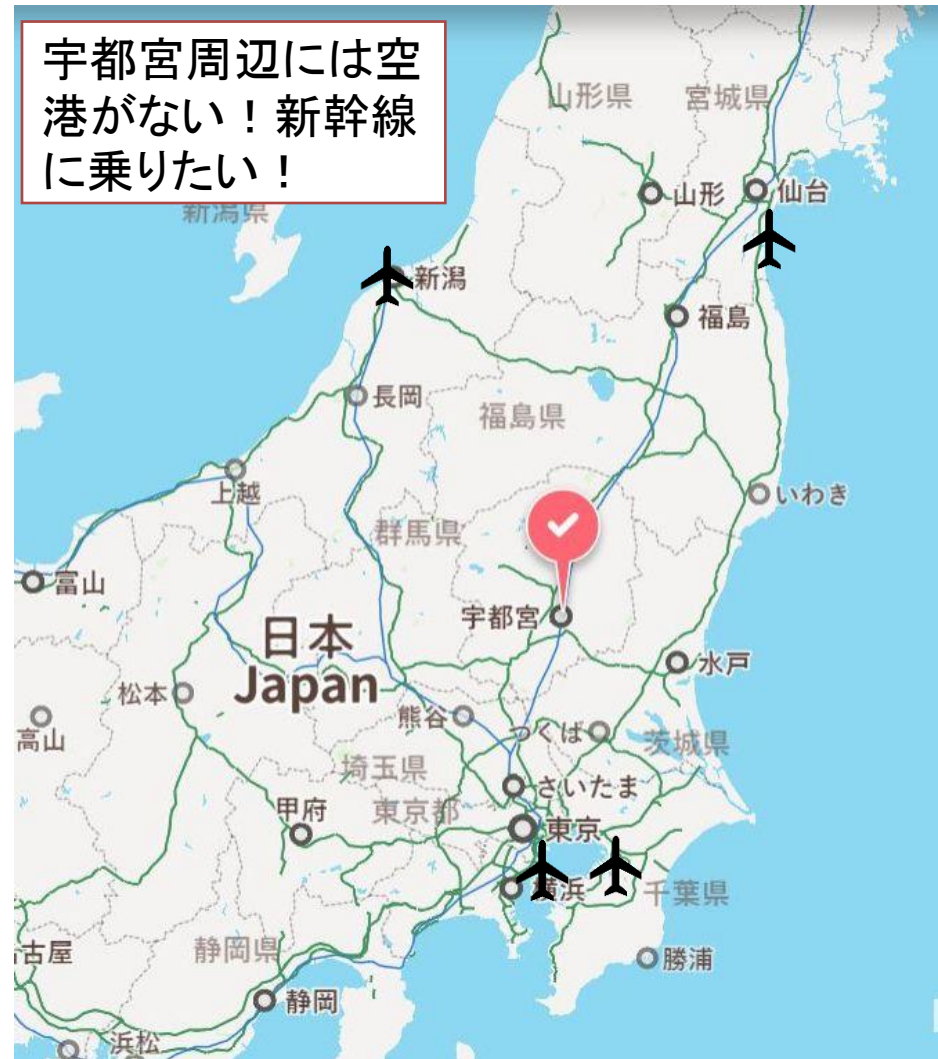 宇都宮周辺には空
港がない！新幹線
に乗りたい！
山形県
宮城県
山形
仙台
新潟県
新潟
福島
長岡
福島県
上越
いわき
群馬県
富山
宇都宮
日本
Japan
水戸
松本
熊谷
つくば
高山
茨城県
埼玉県
さいたま
甲府
東京都
東京
横浜
千葉県
古屋
静岡県
勝浦
静岡
浜松